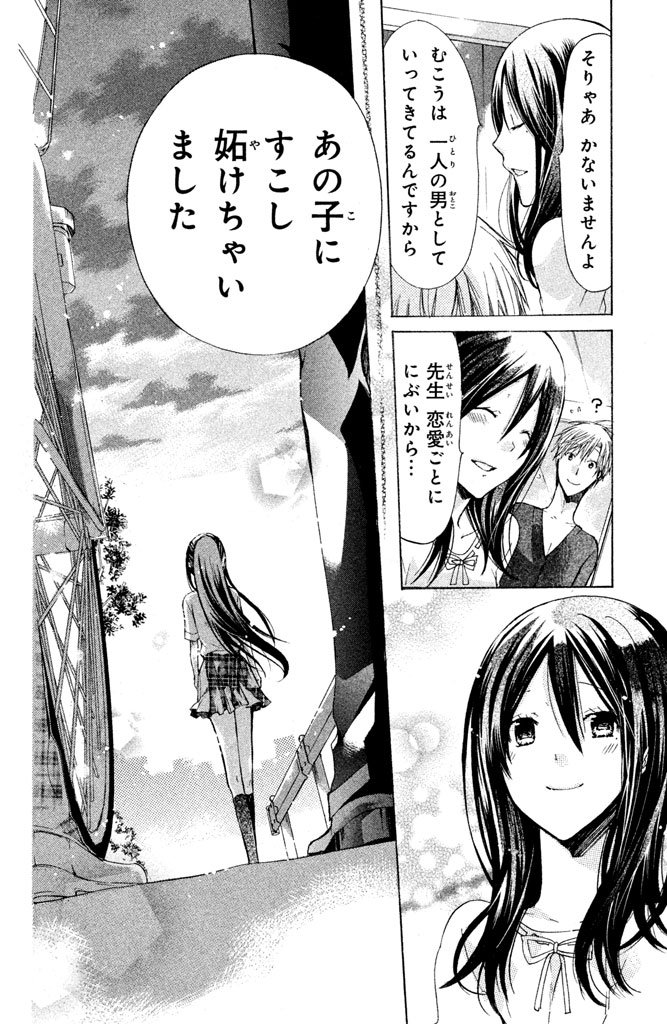 そりゃあ かないませんよ
むこうは 一人の男として
いってきてるんですから
先生 恋愛ごとに
にぶいから…
?
あの子に
すこし
妬けちゃい
ました